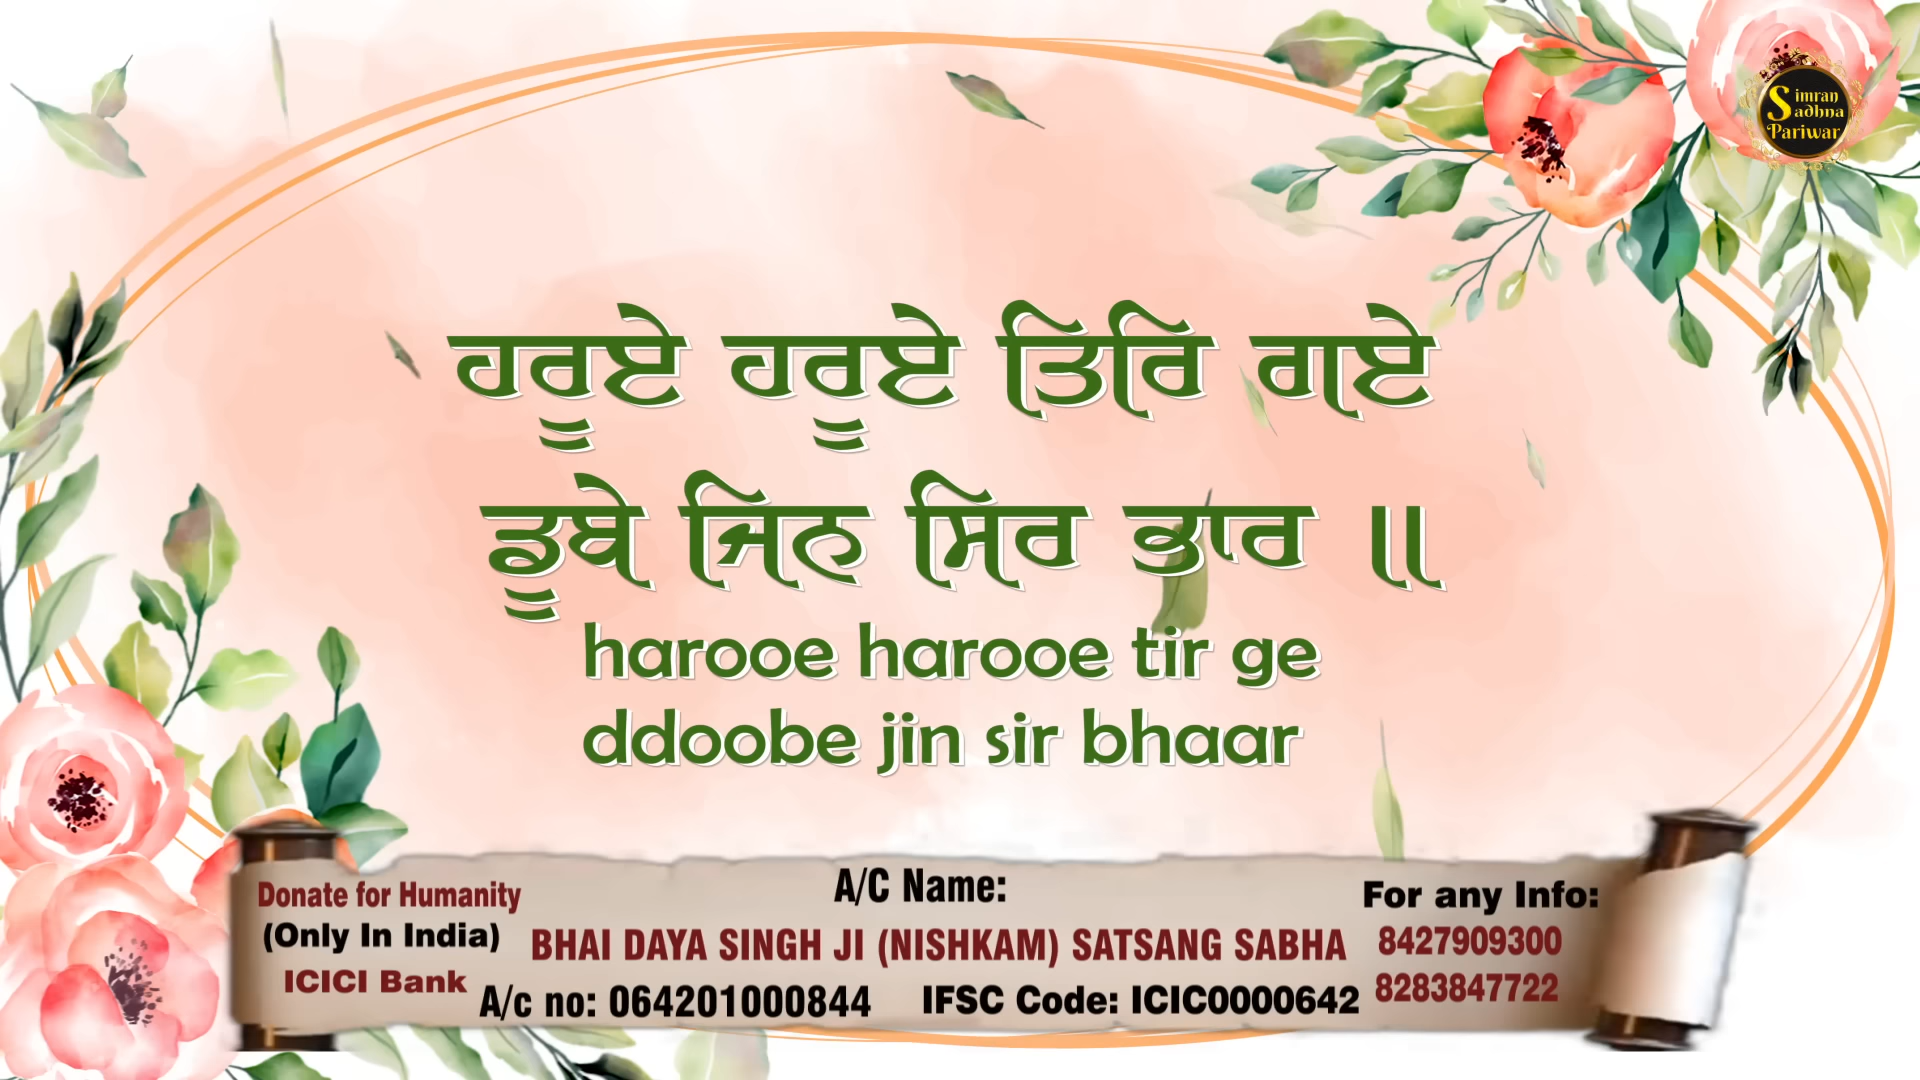 Simran
Sadhna
Pariwar
ਹਰੂਏ ਹਰੂਏ ਤਿਰਿ ਗਏ
ਡੂਬੇ ਜਿਨ ਸਿਰ ਭਾਰ ॥
harooe harooe tir ge
ddoobe jin sir bhaar
Donate for Humanity
(Only In India)
ICICI Bank
A/C Name:
BHAI DAYA SINGH JI (NISHKAM) SATSANG SABHA
A/c no: 064201000844 IFSC Code: ICIC0000642
For any Info:
8427909300
8283847722